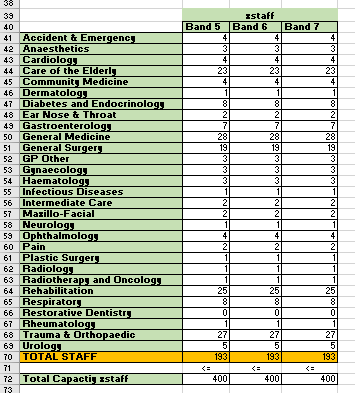 38
39 xstaff
40 Band 5 Band 6 Band 7
41 Accident & Emergency 4 4 4
42 Anaesthetics 3 3 3
43 Cardiology 4 4 4
44 Care of the Elderly 23 23 23
45 Community Medicine 4 4 4
46 Dermatology 1 1 1
47 Diabetes and Endocrinology 8 8 8
48 Ear Nose & Throat 2 2 2
49 Gastroenterology 7 7 7
50 General Medicine 28 28 28
51 General Surgery 19 19 19
52 GP Other 3 3 3
53 Gynaecology 3 3 3
54 Haematology 3 3 3
55 Infectious Diseases 1 1 1
56 Intermediate Care 2 2 2
57 Maxillo-Facial 2 2 2
58 Neurology 1 1 1
59 Ophthalmology 4 4 4
60 Pain 2 2 2
61 Plastic Surgery 1 1 1
62 Radiology 1 1 1
63 Radiotherapy and Oncology 1 1 1
64 Rehabilitation 25 25 25
65 Respiratory 8 8 8
66 Restorative Dentistry 0 0 0
67 Rheumatology 1 1 1
68 Trauma & Orthopaedic 27 27 27
69 Urology 5 5 5
70 TOTAL STAFF 193 193 193
71 <= <= <=
72 Total Capactiy xstaff 400 400 400
73